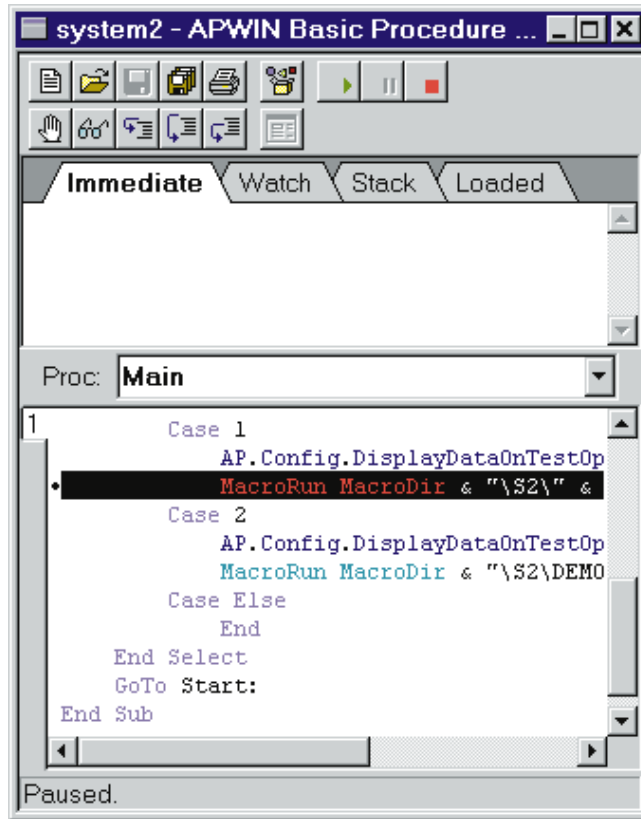 system2 - APWIN Basic Procedure ...
Immediate Watch Stack Loaded
Proc: Main
1
Case 1
AP.Config.DisplayDataOnTestOp
MacroRun MacroDir & "\S2\" &
Case 2
AP.Config.DisplayDataOnTestOp
MacroRun MacroDir & "\S2\DEMO
Case Else
End
End Select
GoTo Start:
End Sub
Paused.